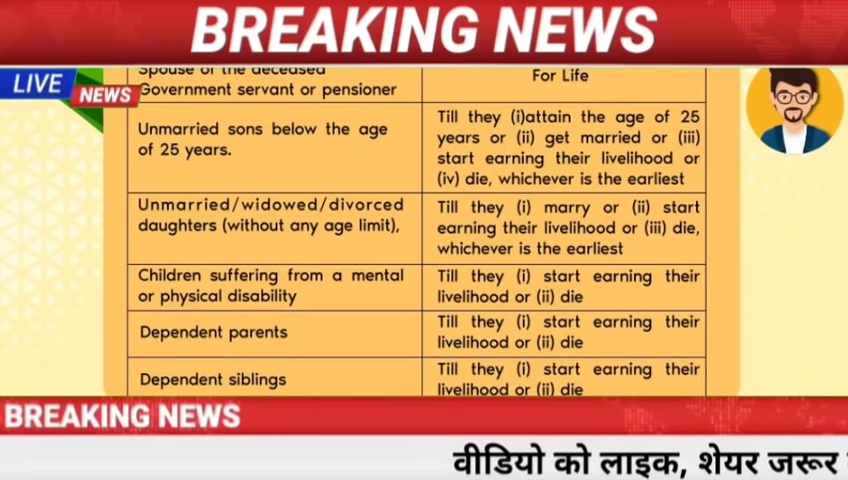 BREAKING NEWS
LIVE
NEWS
Spouse of the deceased
Government servant or pensioner
For Life
Unmarried sons below the age
of 25 years.
Till they (i)attain the age of 25
years or (ii) get married or (iii)
start earning their livelihood or
(iv) die, whichever is the earliest
Unmarried/widowed/divorced
daughters (without any age limit),
Till they (i) marry or (ii) start
earning their livelihood or (iii) die,
whichever is the earliest
Children suffering from a mental
or physical disability
Till they (i) start earning their
livelihood or (ii) die
Dependent parents
Till they (i) start earning their
livelihood or (ii) die
Dependent siblings
Till they (i) start earning their
livelihood or (ii) die
BREAKING NEWS
वीडियो को लाइक, शेयर जरूर